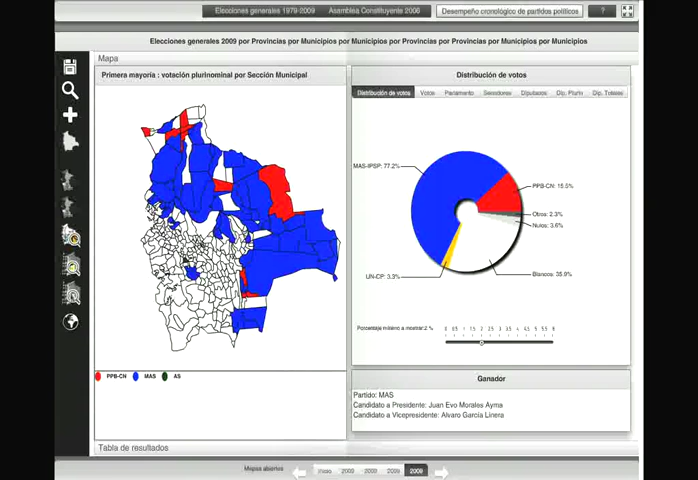 Elecciones generales 1979-2009 Asamblea Constituyente 2006 Desempeño cronológico de partidos políticos ?
Elecciones generales 2009 por Provincias por Municipios por Municipios por Provincias por Provincias por Municipios por Municipios
Mapa
Primera mayoría : votación plurinominal por Sección Municipal
Distribución de votos
Distribución de votos Votos Parlamento Senadores Diputados Dip. Plurin Dip. Totales
MAS-IPSP: 77.2%
PPB-CN: 15.5%
Otros: 2.3%
Nulos: 3.6%
Blancos: 35.9%
UN-CP: 3.3%
Porcentaje mínimo a mostrar:2 %
0 0.5 1 1.5 2 2.5 3 3.5 4 4.5 5 5.5 6
PPB-CN MAS AS
Ganador
Partido: MAS
Candidato a Presidente: Juan Evo Morales Ayma
Candidato a Vicepresidente: Alvaro García Linera
Tabla de resultados
Mapas abiertos Inicio 2009 2009 2009 2009